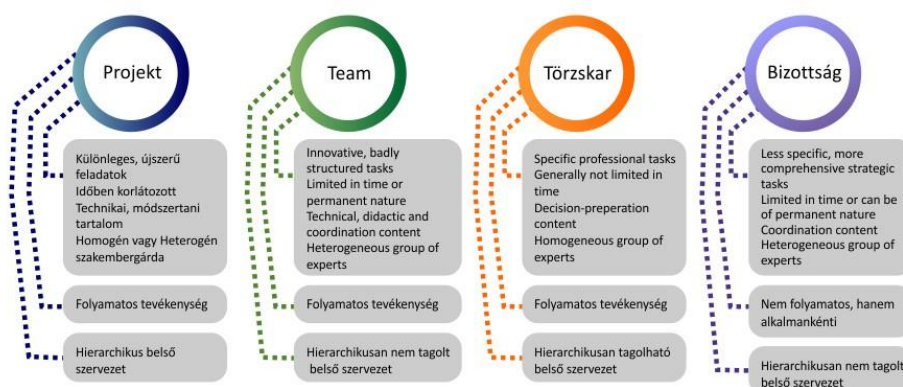 Projekt
Különleges, újszerű
feladatok
Időben korlátozott
Technikai, módszertani
tartalom
Homogén vagy Heterogén
szakembergárda
Folyamatos tevékenység
Hierarchikus belső
szervezet
Team
Innovative, badly
structured tasks
Limited in time or
permanent nature
Technical, didactic and
coordination content
Heterogeneous group of
experts
Folyamatos tevékenység
Hierarchikusan nem tagolt
belső szervezet
Törzskar
Specific professional tasks
Generally not limited in
time
Decision-preperation
content
Homogeneous group of
experts
Folyamatos tevékenység
Hierarchikusan tagolható
belső szervezet
Bizottság
Less specific, more
comprehensive strategic
tasks
Limited in time or can be
of permanent nature
Coordination content
Heterogeneous group of
experts
Nem folyamatos, hanem
alkalmankénti
Hierarchikusan nem tagolt
belső szervezet